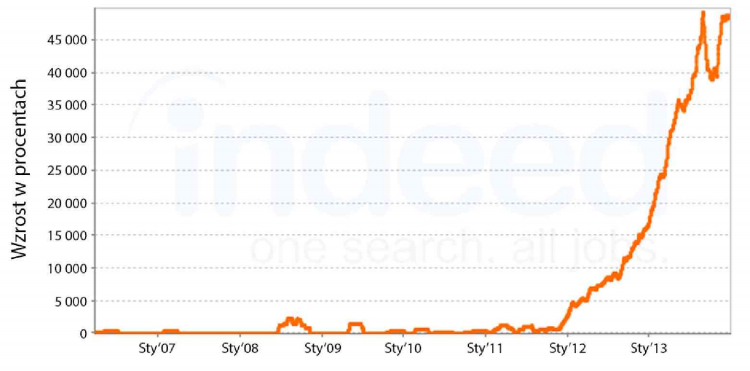 45 000
40 000
35 000
30 000
25 000
20 000
15 000
10 000
5 000
0
Wzrost w procentach
indeed
one search. all jobs.
Sty'07 Sty'08 Sty'09 Sty'10 Sty'11 Sty'12 Sty'13